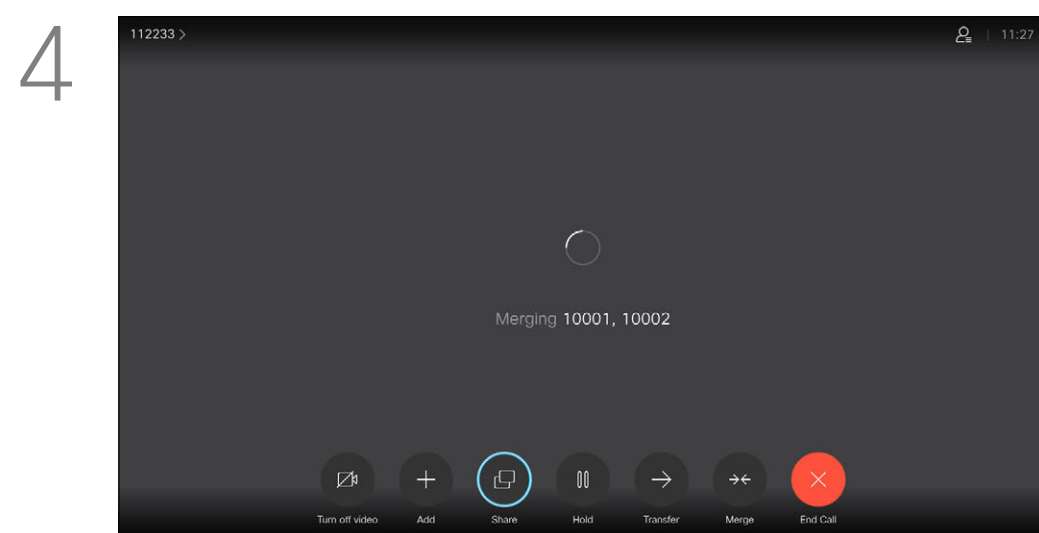 4
112233 >
11:27
Merging 10001, 10002
Turn off video
Add
Share
Hold
Transfer
Merge
End Call